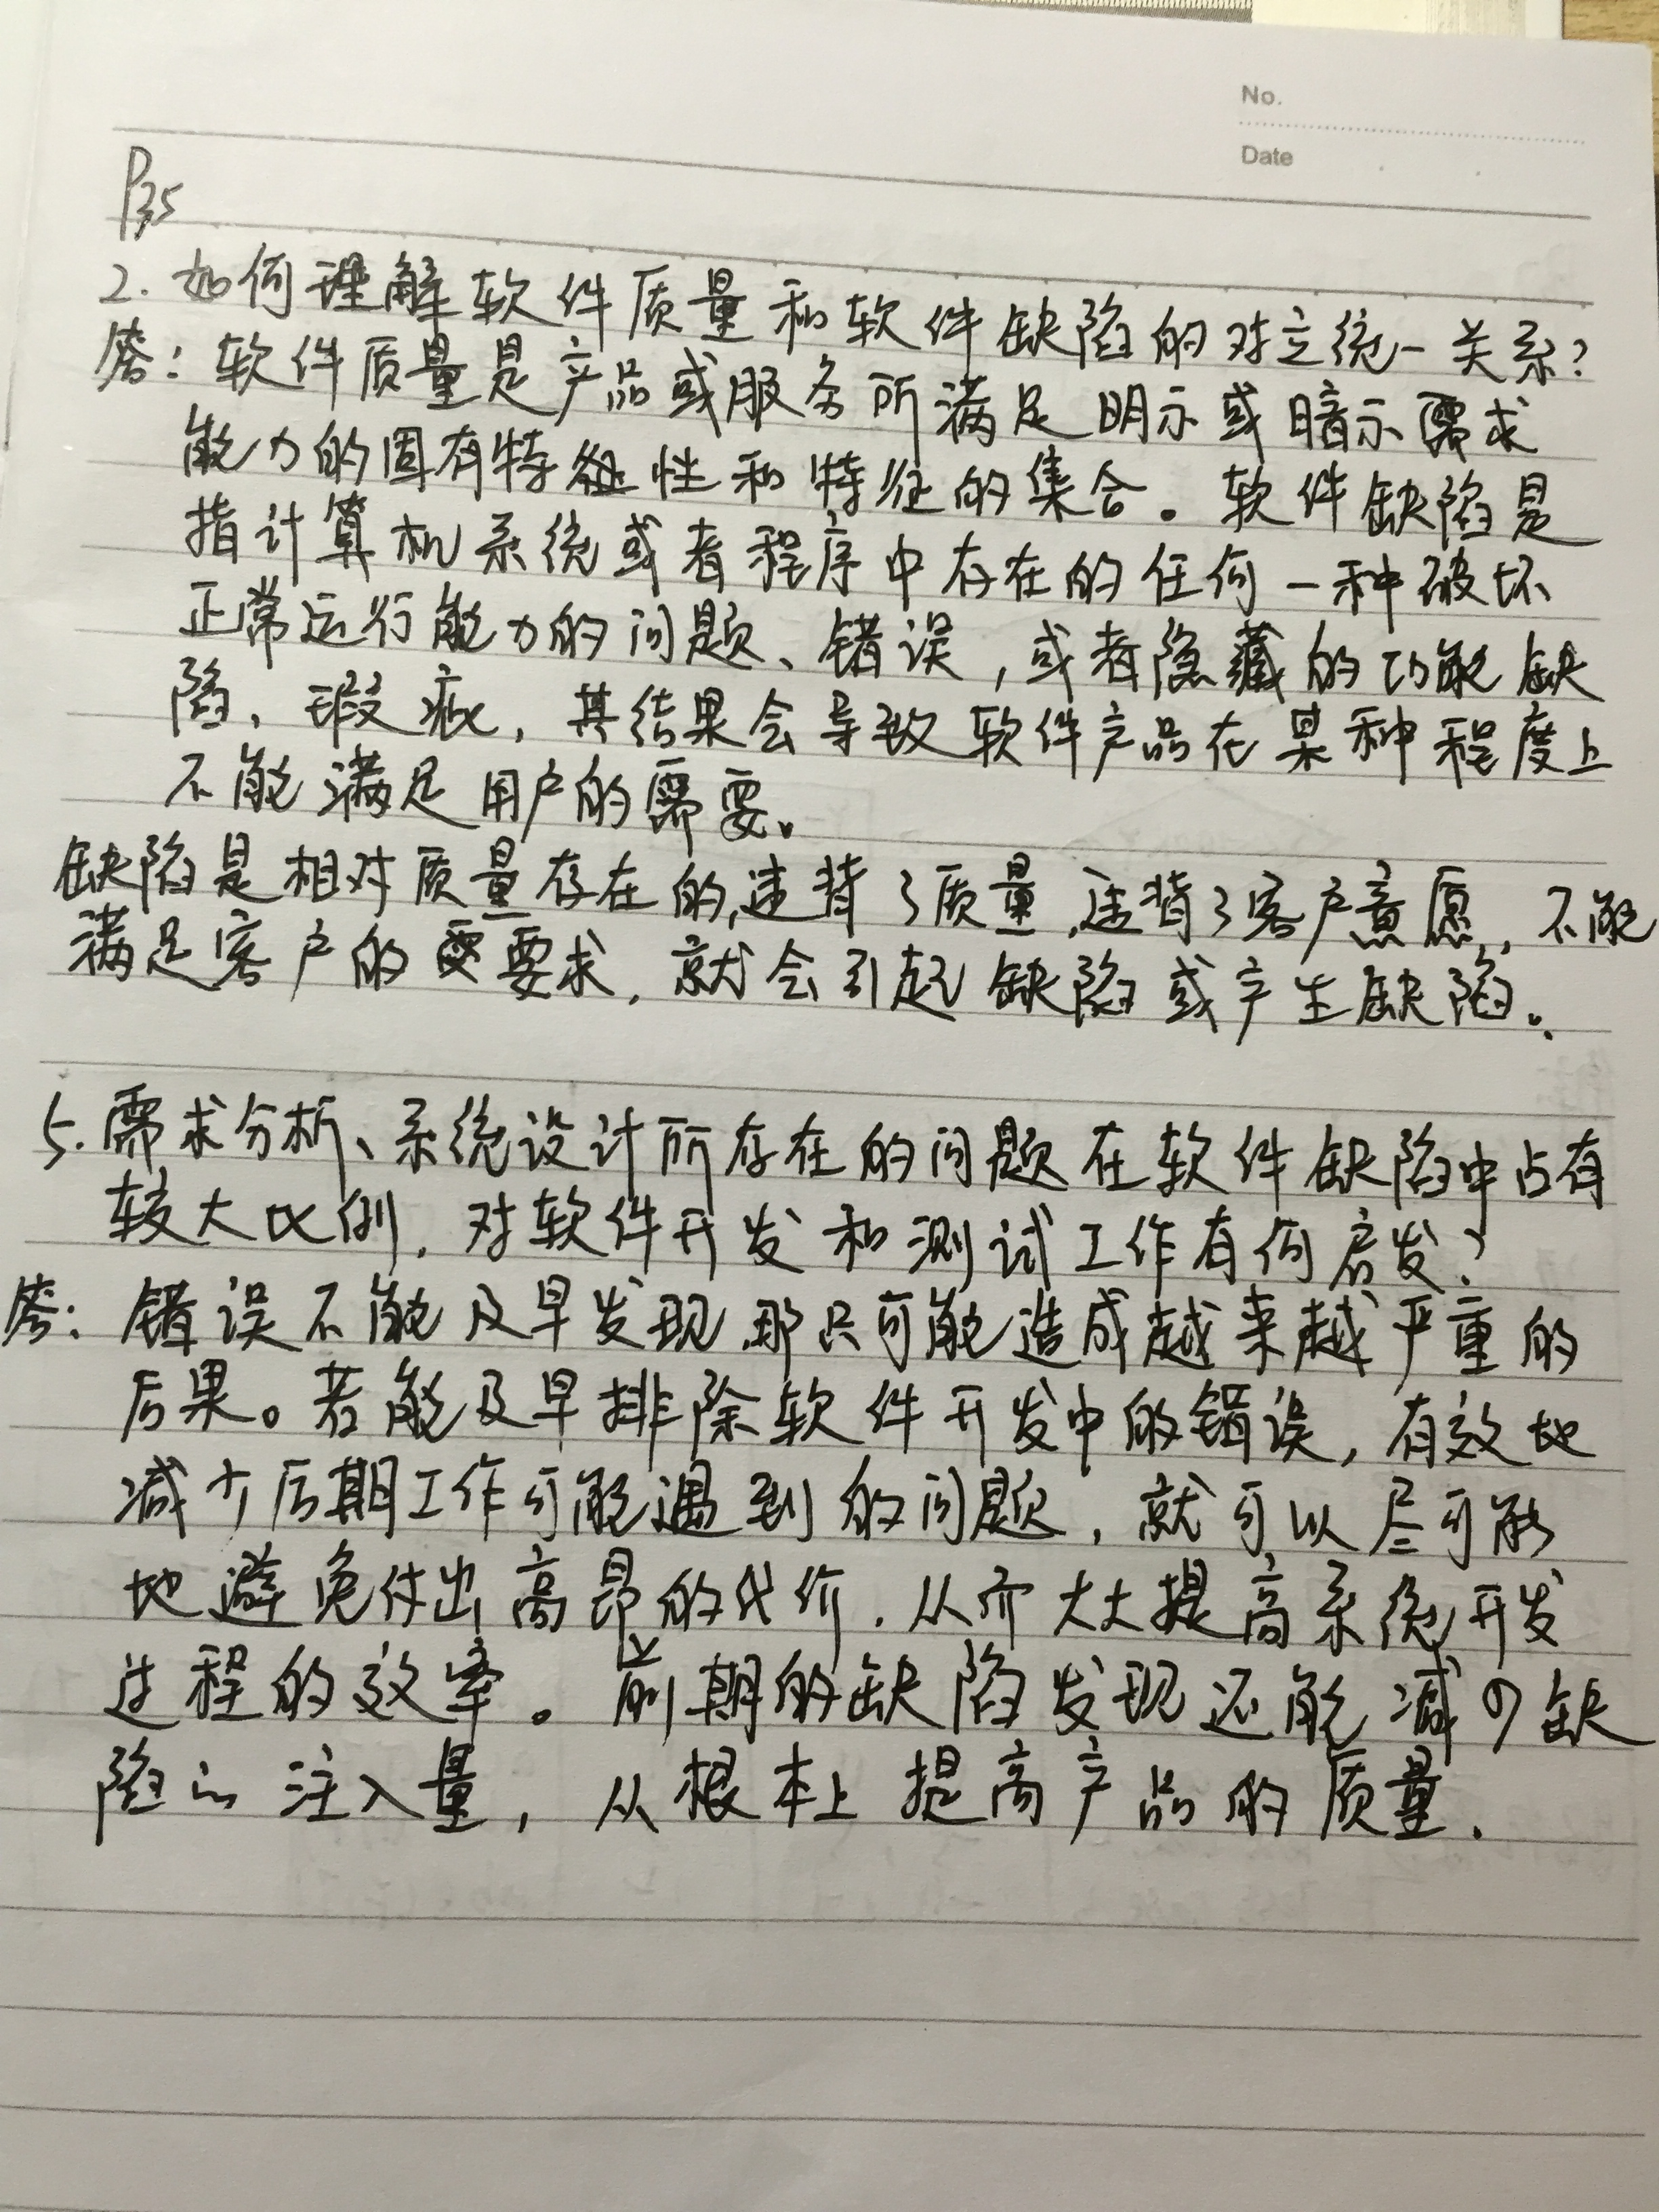 No.
Date
P35
2. 如何理解软件质量和软件缺陷的对立统一关系?
答: 软件质量是产品或服务所满足明示或暗示需求
能力的固有特性和特征的集合。软件缺陷是
指计算机系统或者程序中存在的任何一种破坏
正常运行能力的问题、错误,或者隐藏的功能缺
陷、瑕疵,其结果会导致软件产品在某种程度上
不能满足用户的需要。
缺陷是相对质量存在的,违背了质量,违背了客户意愿,不能
满足客户的要求,就会引起缺陷或产生缺陷。
5. 需求分析、系统设计所存在的问题在软件缺陷中占有
较大比例,对软件开发和测试工作有何启发?
答: 错误不能及早发现,那只可能造成越来越严重的
后果。若能及早排除软件开发中的错误,有效地
减少后期工作可能遇到的问题,就可以尽可能
地避免付出高昂的代价,从而大大提高系统开发
过程的效率。前期的缺陷发现还能减少缺
陷的注入量,从根本上提高产品的质量.